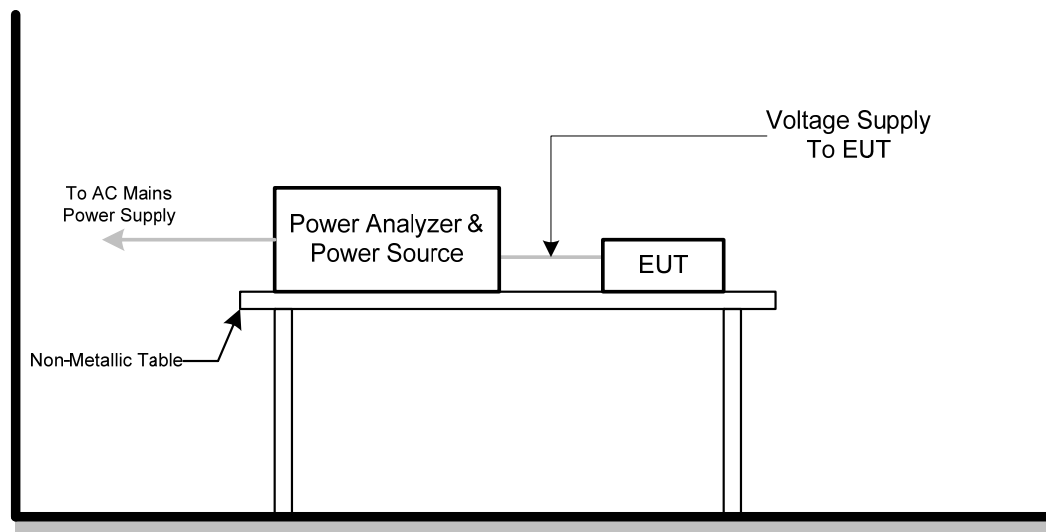 Voltage Supply
To EUT
To AC Mains
Power Supply
Power Analyzer &
Power Source
EUT
Non-Metallic Table